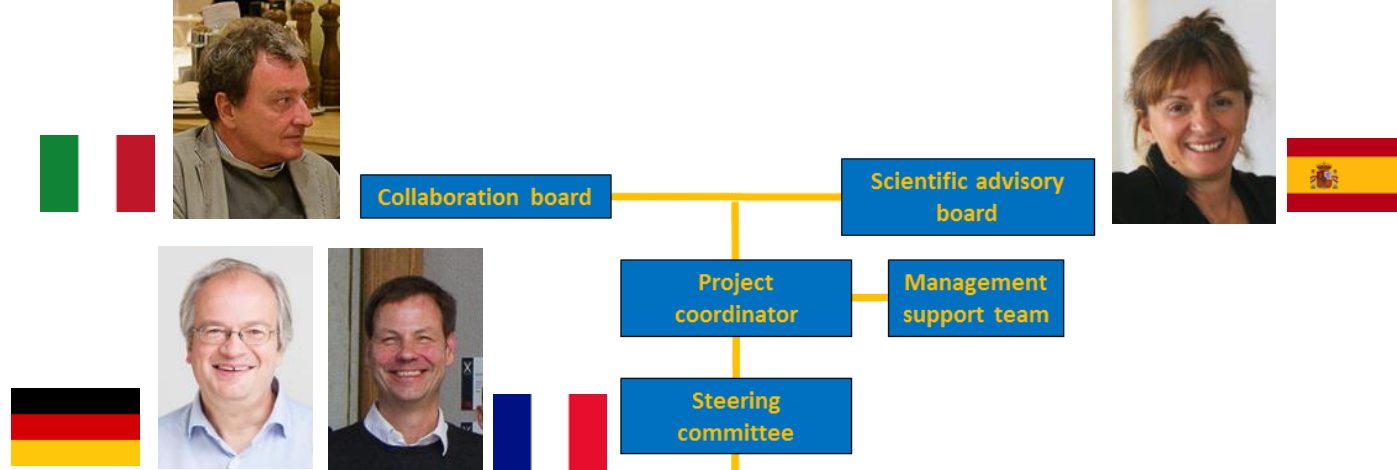 Collaboration board
Scientific advisory
board
Project
coordinator
Management
support team
Steering
committee